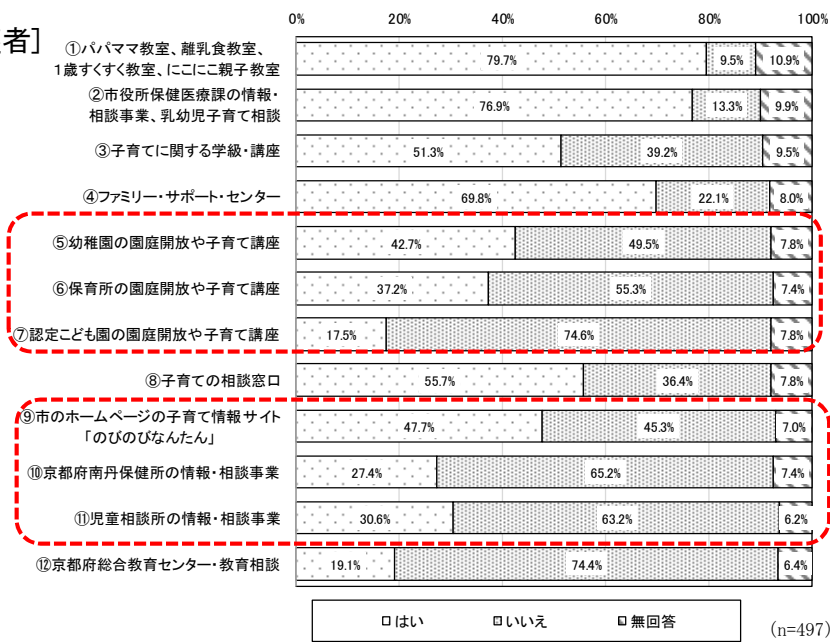 0% 20% 40% 60% 80% 100%
者]
①パパママ教室、離乳食教室、
1歳すくすく教室、にこにこ親子教室
79.7% 9.5% 10.9%
②市役所保健医療課の情報・
相談事業、乳幼児子育て相談
76.9% 13.3% 9.9%
③子育てに関する学級・講座
51.3% 39.2% 9.5%
④ファミリー・サポート・センター
69.8% 22.1% 8.0%
⑤幼稚園の園庭開放や子育て講座
42.7% 49.5% 7.8%
⑥保育所の園庭開放や子育て講座
37.2% 55.3% 7.4%
⑦認定こども園の園庭開放や子育て講座
17.5% 74.6% 7.8%
⑧子育ての相談窓口
55.7% 36.4% 7.8%
⑨市のホームページの子育て情報サイト
「のびのびなんたん」
47.7% 45.3% 7.0%
⑩京都府南丹保健所の情報・相談事業
27.4% 65.2% 7.4%
⑪児童相談所の情報・相談事業
30.6% 63.2% 6.2%
⑫京都府総合教育センター・教育相談
19.1% 74.4% 6.4%
はい いいえ 無回答
(n=497)